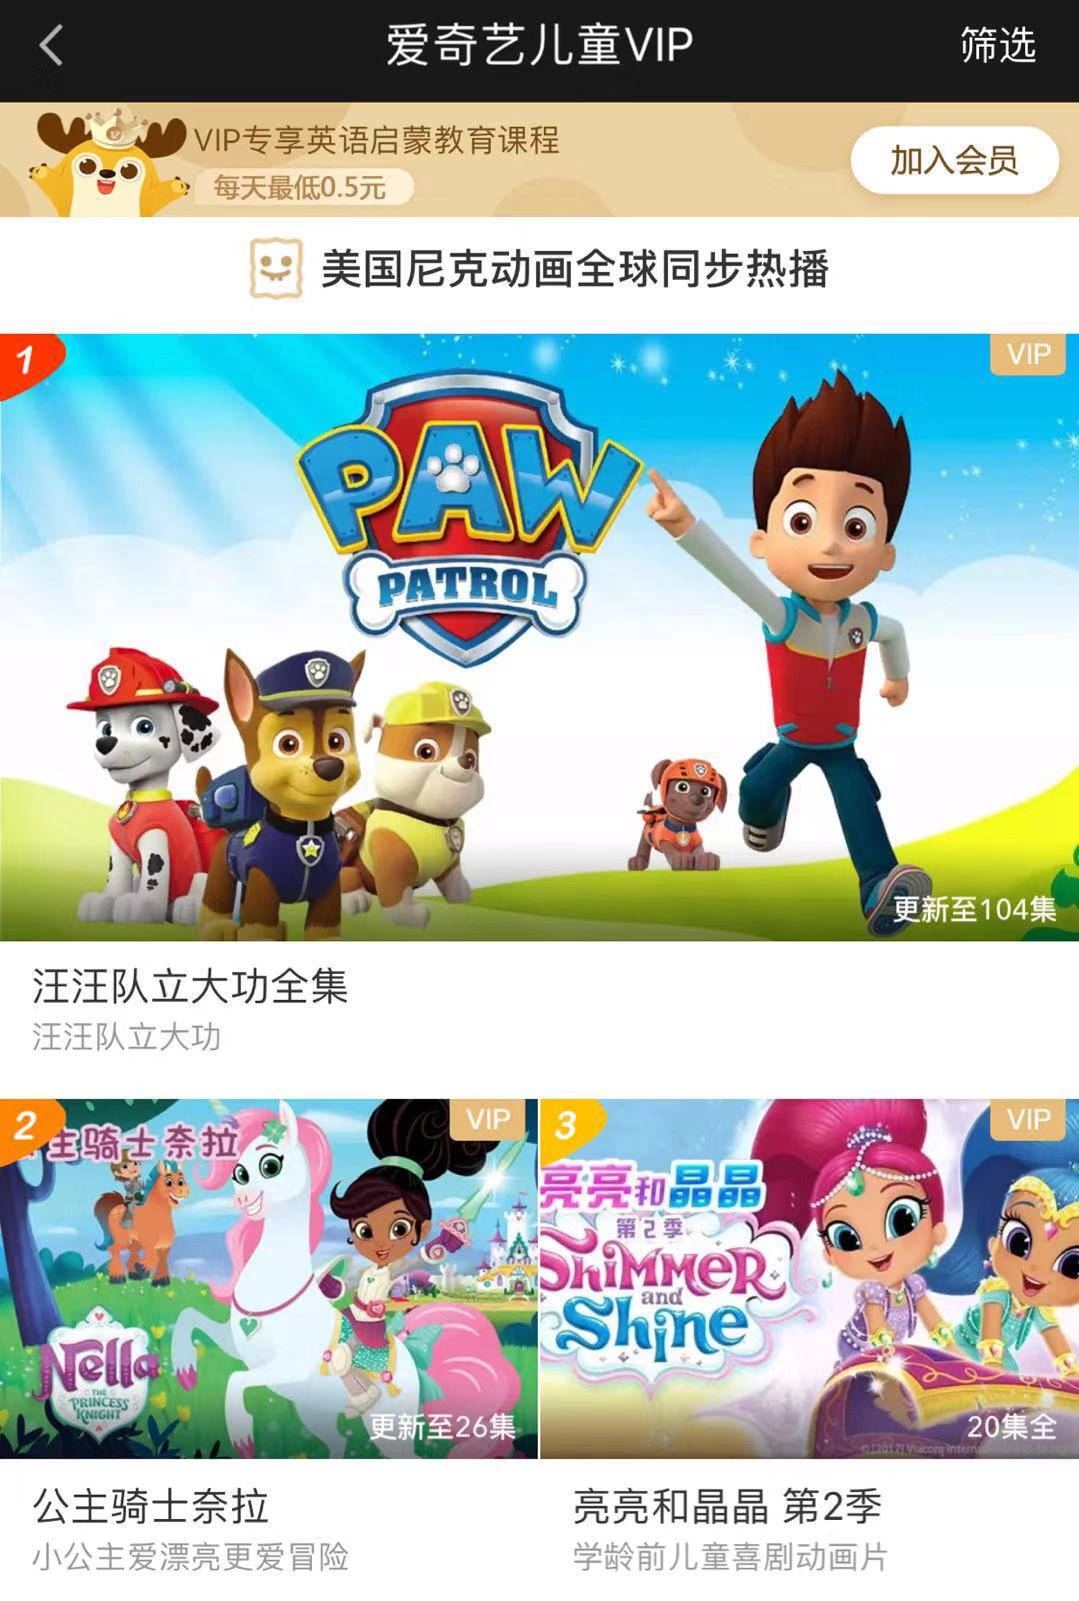 爱奇艺儿童VIP
筛选
VIP专享英语启蒙教育课程
每天最低0.5元
加入会员
美国尼克动画全球同步热播
1
VIP
PAW
PATROL
更新至104集
汪汪队立大功全集
汪汪队立大功
2
主骑士奈拉
VIP
Nella
THE
PRINCESS
KNIGHT
更新至26集
3
VIP
亮亮和晶晶
第2季
SHIMMER
and
Shine
20集全
公主骑士奈拉
小公主爱漂亮更爱冒险
亮亮和晶晶 第2季
学龄前儿童喜剧动画片